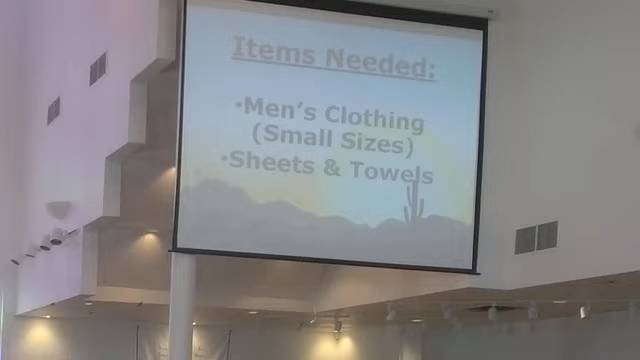 Items Needed:
•Men's Clothing
(Small Sizes)
•Sheets & Towels